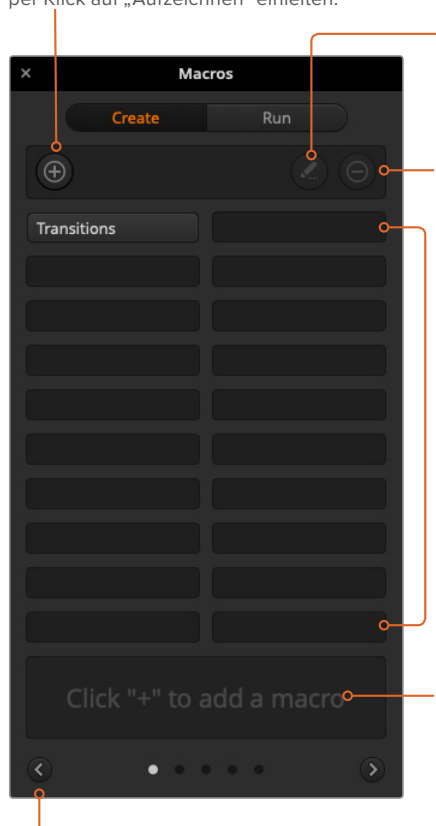 per Klick auf „Aufzeichnen" einleiten.
× Macros
Create Run
Transitions
Click "+" to add a macro